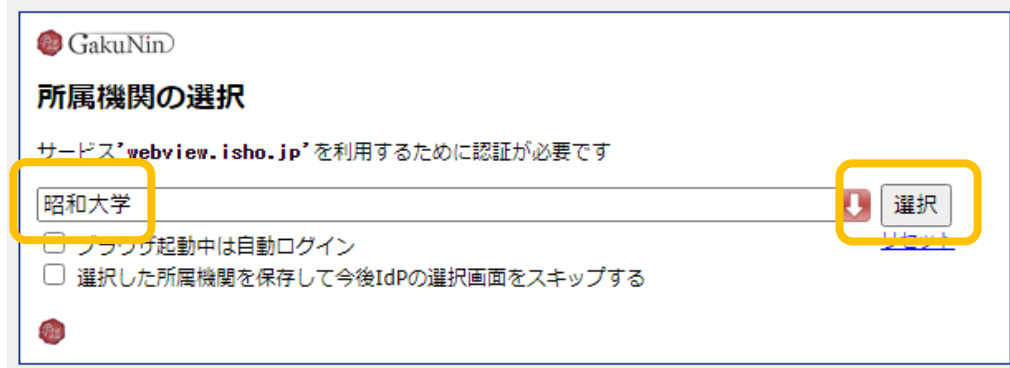 GakuNin
所属機関の選択
サービス'webview.isho.jp'を利用するために認証が必要です
昭和大学 選択
リセット
ブラウザ起動中は自動ログイン
選択した所属機関を保存して今後IdPの選択画面をスキップする